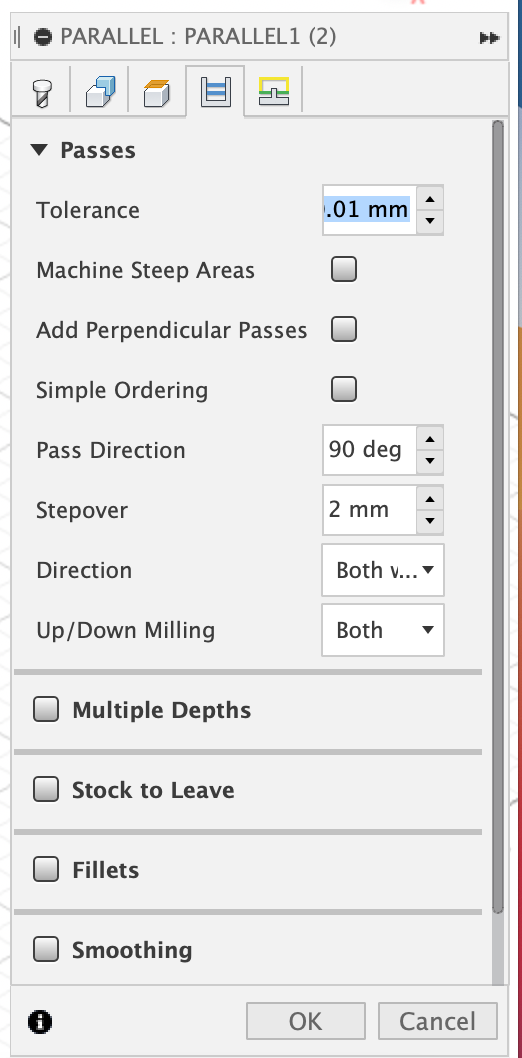 PARALLEL : PARALLEL1 (2)
Passes
Tolerance .01 mm
Machine Steep Areas
Add Perpendicular Passes
Simple Ordering
Pass Direction 90 deg
Stepover 2 mm
Direction Both w...
Up/Down Milling Both
Multiple Depths
Stock to Leave
Fillets
Smoothing
OK Cancel